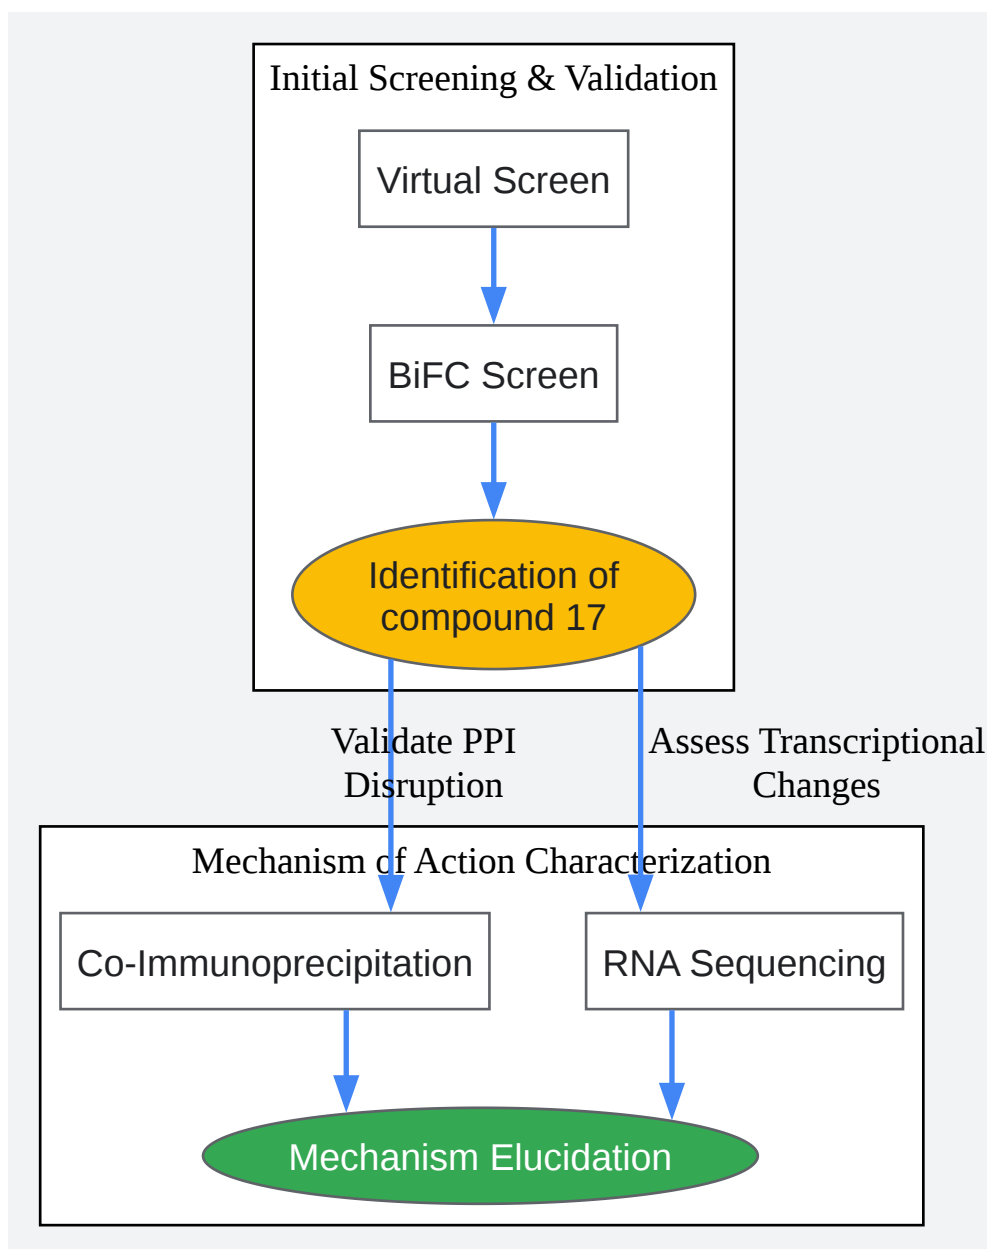 Initial Screening & Validation
Virtual Screen
BiFC Screen
Identification of
compound 17
Validate PPI
Disruption
Assess Transcriptional
Changes
Mechanism of Action Characterization
Co-Immunoprecipitation
RNA Sequencing
Mechanism Elucidation